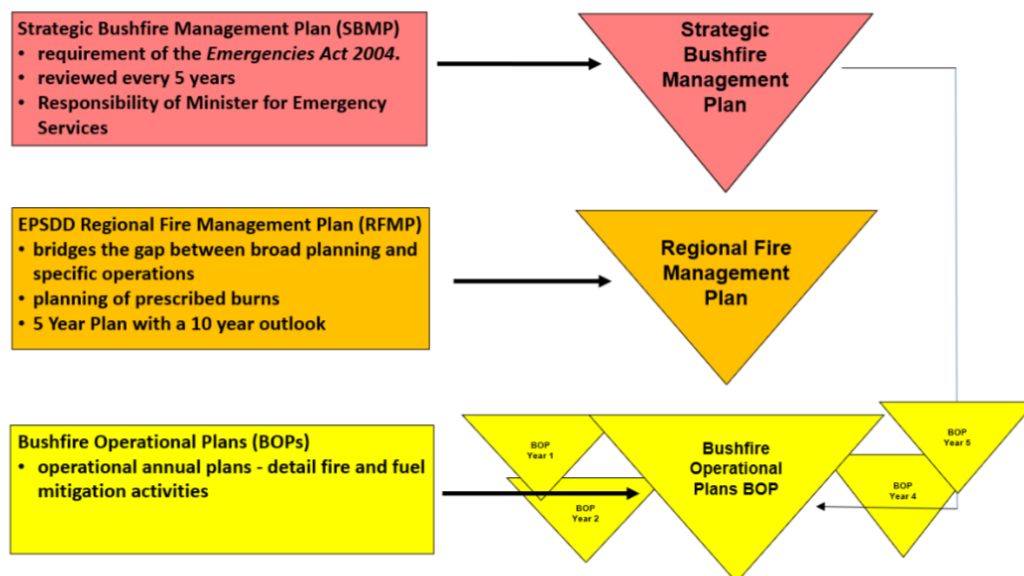 Strategic Bushfire Management Plan (SBMP)
• requirement of the Emergencies Act 2004.
• reviewed every 5 years
• Responsibility of Minister for Emergency
Services
Strategic
Bushfire
Management
Plan
EPSDD Regional Fire Management Plan (RFMP)
• bridges the gap between broad planning and
specific operations
• planning of prescribed burns
• 5 Year Plan with a 10 year outlook
Regional Fire
Management
Plan
Bushfire Operational Plans (BOPs)
• operational annual plans - detail fire and fuel
mitigation activities
BOP
Year 1
BOP
Year 2
Bushfire
Operational
Plans BOP
BOP
Year 4
BOP
Year 5